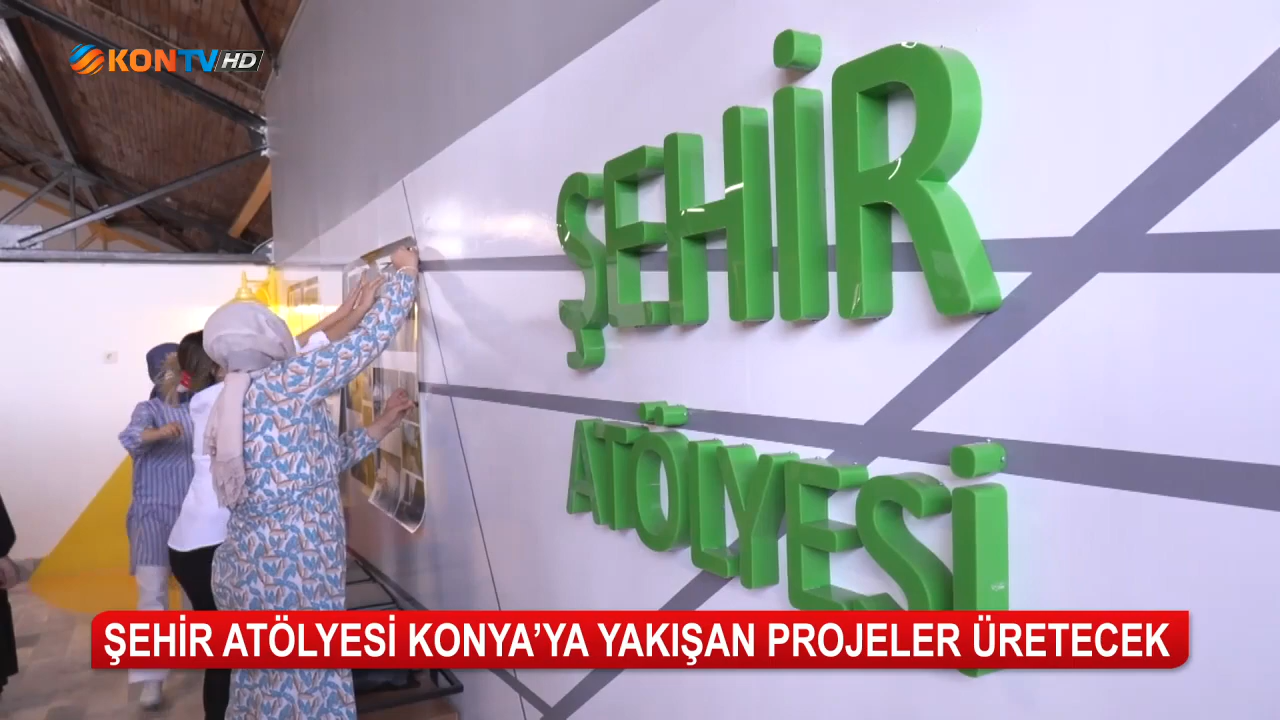 KONTV HD
ŞEHİR
ATÖLYESİ
ŞEHİR ATÖLYESİ KONYA’YA YAKIŞAN PROJELER ÜRETECEK